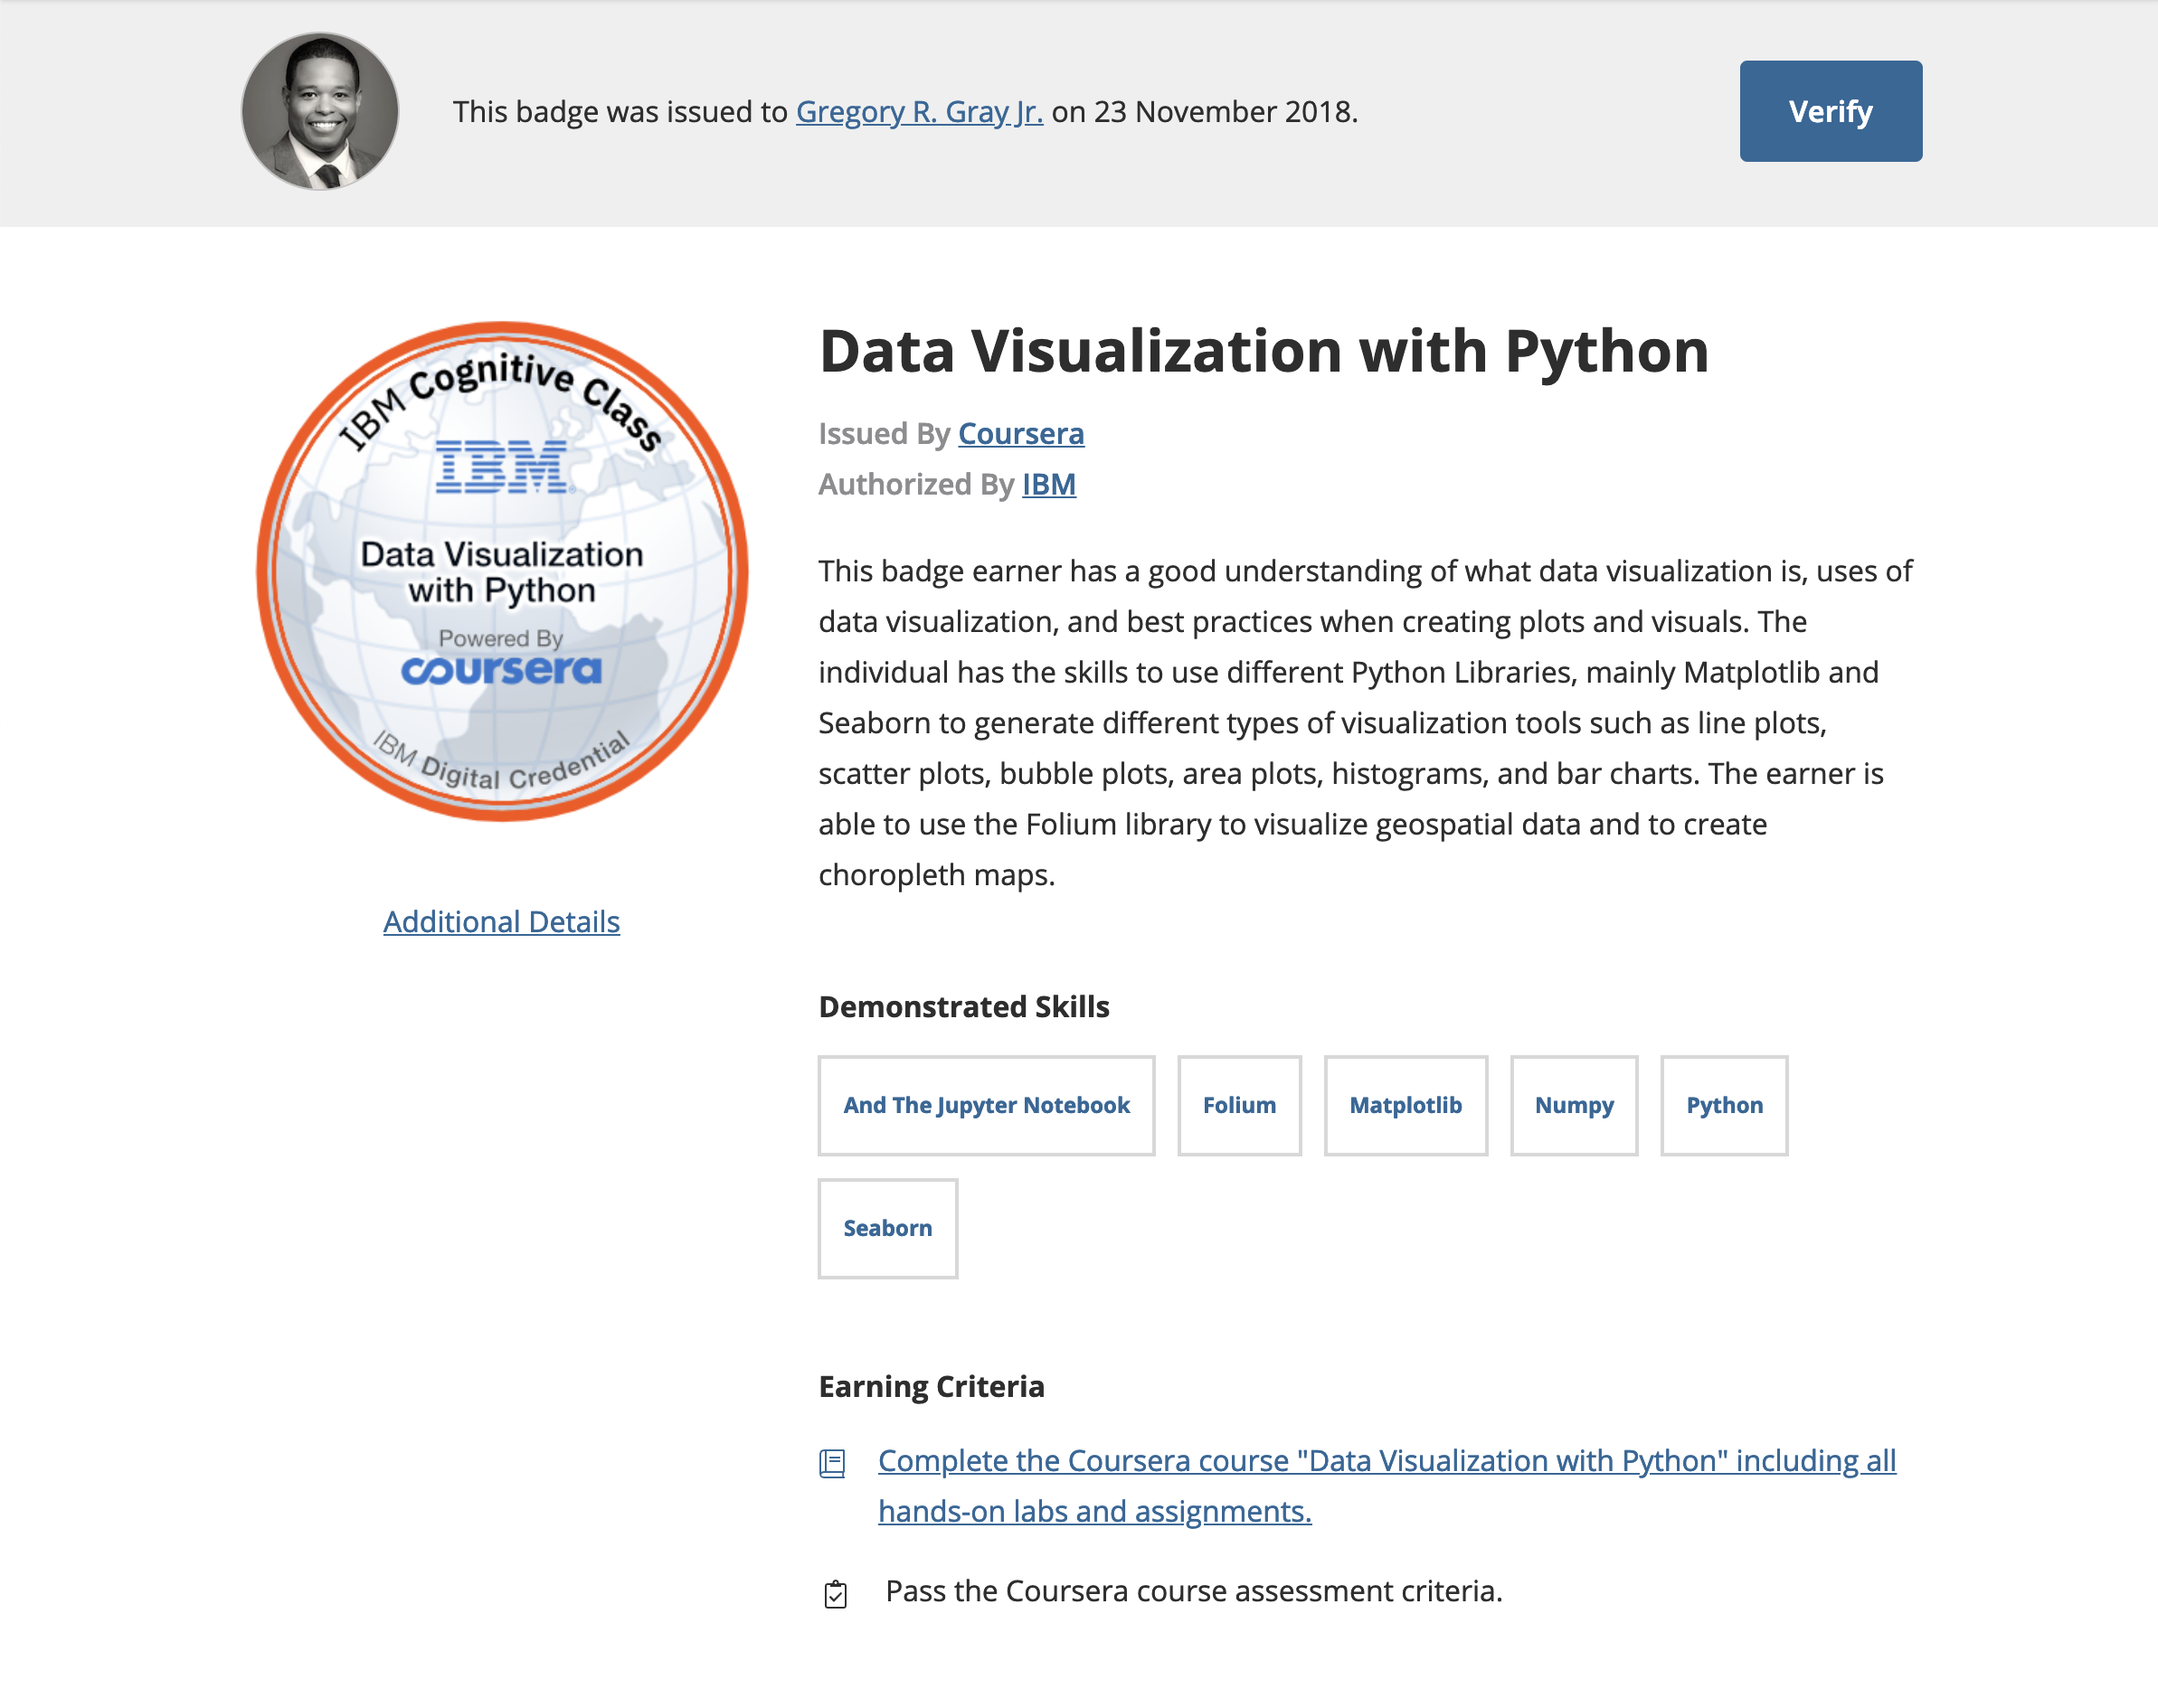 This badge was issued to Gregory R. Gray Jr. on 23 November 2018.
Verify
IBM Cognitive Class
IBM®
Data Visualization
with Python
Powered By
coursera
IBM Digital Credential
Additional Details
Data Visualization with Python
Issued By Coursera
Authorized By IBM
This badge earner has a good understanding of what data visualization is, uses of
data visualization, and best practices when creating plots and visuals. The
individual has the skills to use different Python Libraries, mainly Matplotlib and
Seaborn to generate different types of visualization tools such as line plots,
scatter plots, bubble plots, area plots, histograms, and bar charts. The earner is
able to use the Folium library to visualize geospatial data and to create
choropleth maps.
Demonstrated Skills
And The Jupyter Notebook
Folium
Matplotlib
Numpy
Python
Seaborn
Earning Criteria
Complete the Coursera course "Data Visualization with Python" including all
hands-on labs and assignments.
Pass the Coursera course assessment criteria.